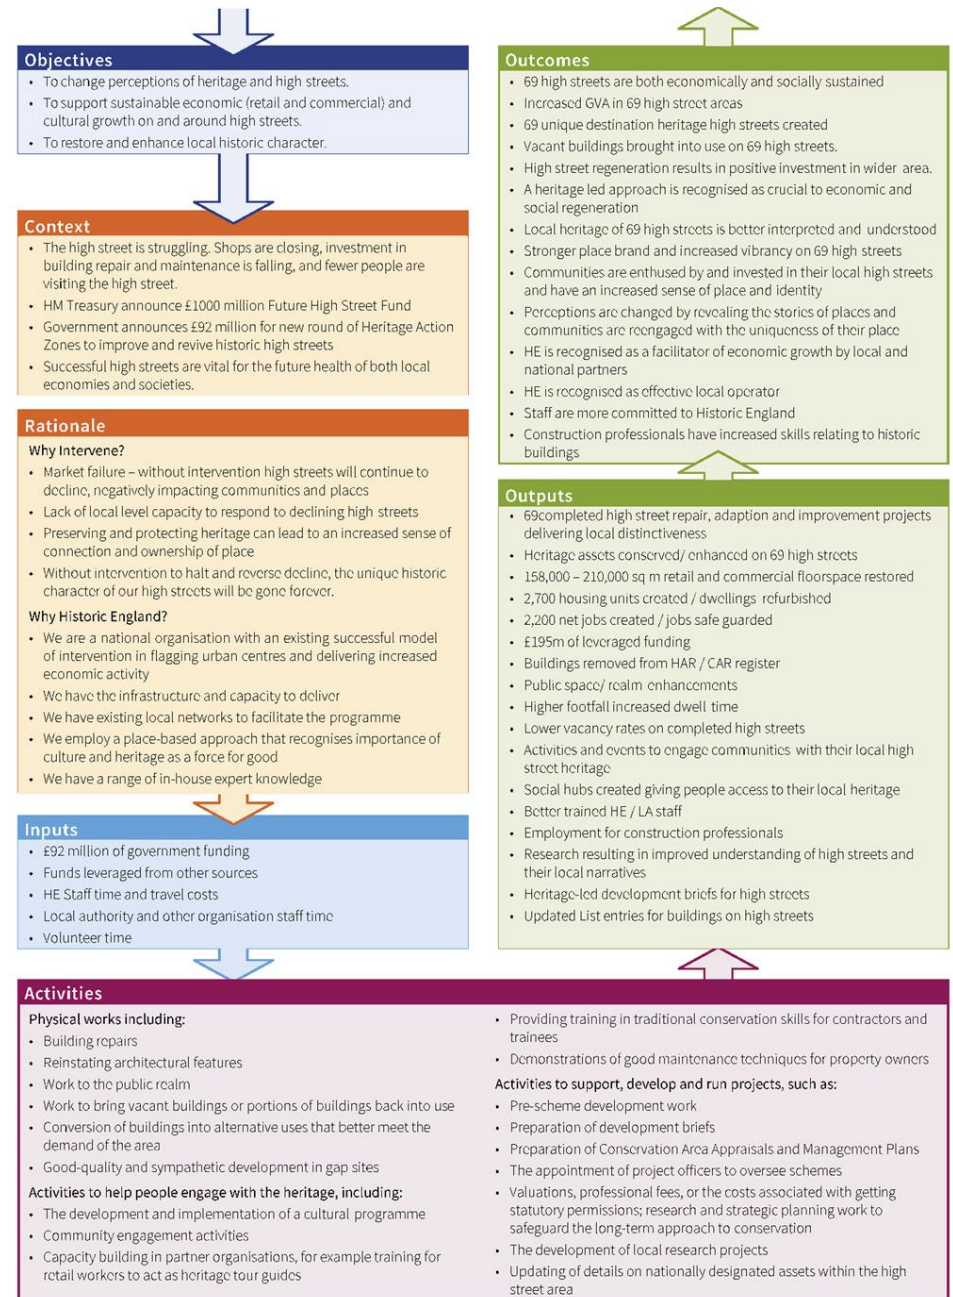 Objectives
• To change perceptions of heritage and high streets.
• To support sustainable economic (retail and commercial) and
cultural growth on and around high streets.
• To restore and enhance local historic character.
Context
• The high street is struggling. Shops are closing, investment in
building repair and maintenance is falling, and fewer people are
visiting the high street.
• HM Treasury announce £1000 million Future High Street Fund
• Government announces £92 million for new round of Heritage Action
Zones to improve and revive historic high streets
• Successful high streets are vital for the future health of both local
economies and societies.
Rationale
Why Intervene?
• Market failure – without intervention high streets will continue to
decline, negatively impacting communities and places
• Lack of local level capacity to respond to declining high streets
• Preserving and protecting heritage can lead to an increased sense of
connection and ownership of place
• Without intervention to halt and reverse decline, the unique historic
character of our high streets will be gone forever.
Why Historic England?
• We are a national organisation with an existing successful model
of intervention in flagging urban centres and delivering increased
economic activity
• We have the infrastructure and capacity to deliver
• We have existing local networks to facilitate the programme
• We employ a place-based approach that recognises importance of
culture and heritage as a force for good
• We have a range of in-house expert knowledge
Inputs
• £92 million of government funding
• Funds leveraged from other sources
• HE Staff time and travel costs
• Local authority and other organisation staff time
• Volunteer time
Activities
Physical works including:
• Building repairs
• Reinstating architectural features
• Work to the public realm
• Work to bring vacant buildings or portions of buildings back into use
• Conversion of buildings into alternative uses that better meet the
demand of the area
• Good-quality and sympathetic development in gap sites
Activities to help people engage with the heritage, including:
• The development and implementation of a cultural programme
• Community engagement activities
• Capacity building in partner organisations, for example training for
retail workers to act as heritage tour guides
• Providing training in traditional conservation skills for contractors and
trainees
• Demonstrations of good maintenance techniques for property owners
Activities to support, develop and run projects, such as:
• Pre-scheme development work
• Preparation of development briefs
• Preparation of Conservation Area Appraisals and Management Plans
• The appointment of project officers to oversee schemes
• Valuations, professional fees, or the costs associated with getting
statutory permissions; research and strategic planning work to
safeguard the long-term approach to conservation
• The development of local research projects
• Updating of details on nationally designated assets within the high
street area
Outputs
• 69completed high street repair, adaption and improvement projects
delivering local distinctiveness
• Heritage assets conserved/ enhanced on 69 high streets
• 158,000 – 210,000 sq m retail and commercial floorspace restored
• 2,700 housing units created / dwellings refurbished
• 2,200 net jobs created / jobs safe guarded
• £195m of leveraged funding
• Buildings removed from HAR / CAR register
• Public space/ realm enhancements
• Higher footfall increased dwell time
• Lower vacancy rates on completed high streets
• Activities and events to engage communities with their local high
street heritage
• Social hubs created giving people access to their local heritage
• Better trained HE / LA staff
• Employment for construction professionals
• Research resulting in improved understanding of high streets and
their local narratives
• Heritage-led development briefs for high streets
• Updated List entries for buildings on high streets
Outcomes
• 69 high streets are both economically and socially sustained
• Increased GVA in 69 high street areas
• 69 unique destination heritage high streets created
• Vacant buildings brought into use on 69 high streets.
• High street regeneration results in positive investment in wider area.
• A heritage led approach is recognised as crucial to economic and
social regeneration
• Local heritage of 69 high streets is better interpreted and understood
• Stronger place brand and increased vibrancy on 69 high streets
• Communities are enthused by and invested in their local high streets
and have an increased sense of place and identity
• Perceptions are changed by revealing the stories of places and
communities are reengaged with the uniqueness of their place
• HE is recognised as a facilitator of economic growth by local and
national partners
• HE is recognised as effective local operator
• Staff are more committed to Historic England
• Construction professionals have increased skills relating to historic
buildings